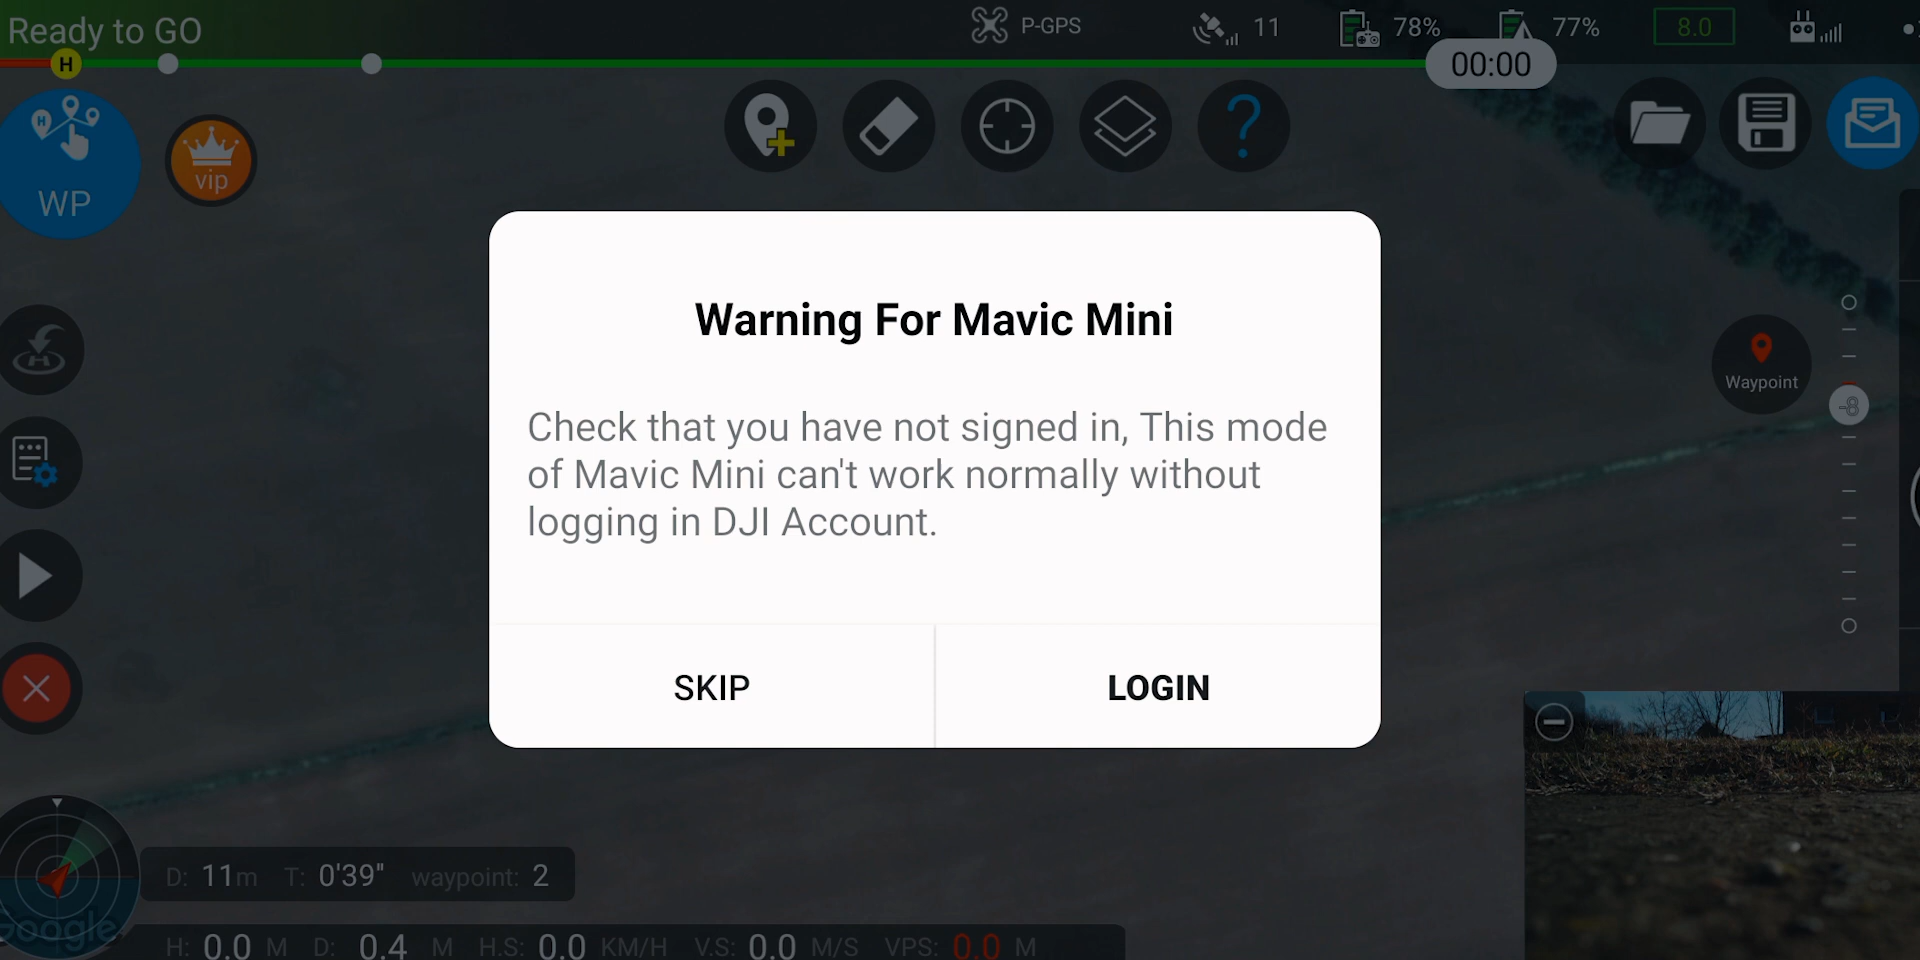 Ready to GO
P-GPS
11
78%
77%
8.0
H
00:00
H
WP
vip
?
Warning For Mavic Mini
Check that you have not signed in, This mode
of Mavic Mini can't work normally without
logging in DJI Account.
SKIP
LOGIN
H
Waypoint
-8
D: 11m T: 0'39" waypoint: 2
Google
H: 0.0 M D: 0.4 M H.S: 0.0 KM/H V.S: 0.0 M/S VPS: 0.0 M